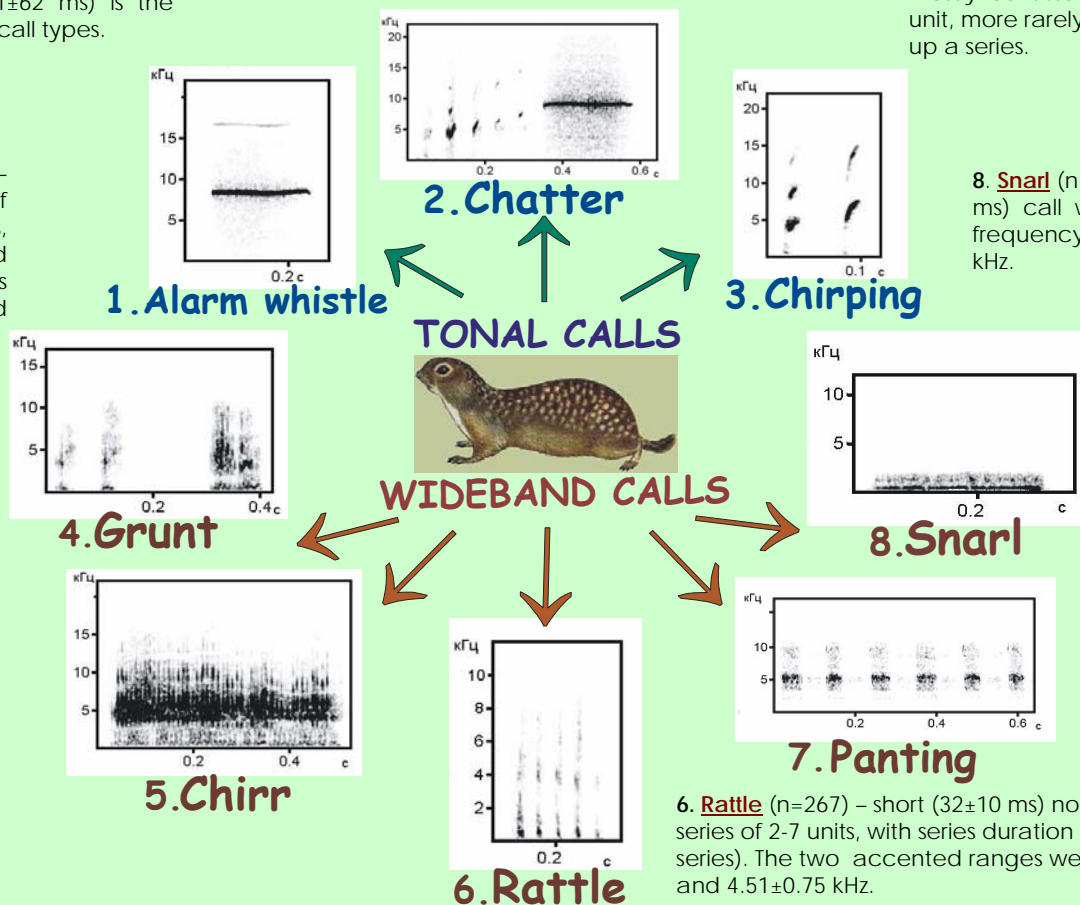 1±62 ms) is the
call types.
unit, more rarely
up a series.
кГц
15
10
5
0.2 c
1.Alarm whistle
кГц
20
15
10
5
0.2 0.4 0.6 c
2.Chatter
кГц
20
15
10
5
0.1 c
3.Chirping
–
of
,
d
s
d
8. Snarl (n
ms) call
frequency
kHz.
TONAL CALLS
WIDEBAND CALLS
кГц
15
10
5
0.2 0.4 c
4.Grunt
кГц
10
5
0.2 c
8.Snarl
кГц
15
10
5
0.2 0.4 c
5.Chirr
кГц
10
8
6
4
2
0.2 c
6.Rattle
кГц
10
5
0.2 0.4 0.6 c
7.Panting
6. Rattle (n=267) – short (32±10 ms)
series of 2-7 units, with series duration
series). The two accented ranges
and 4.51±0.75 kHz.